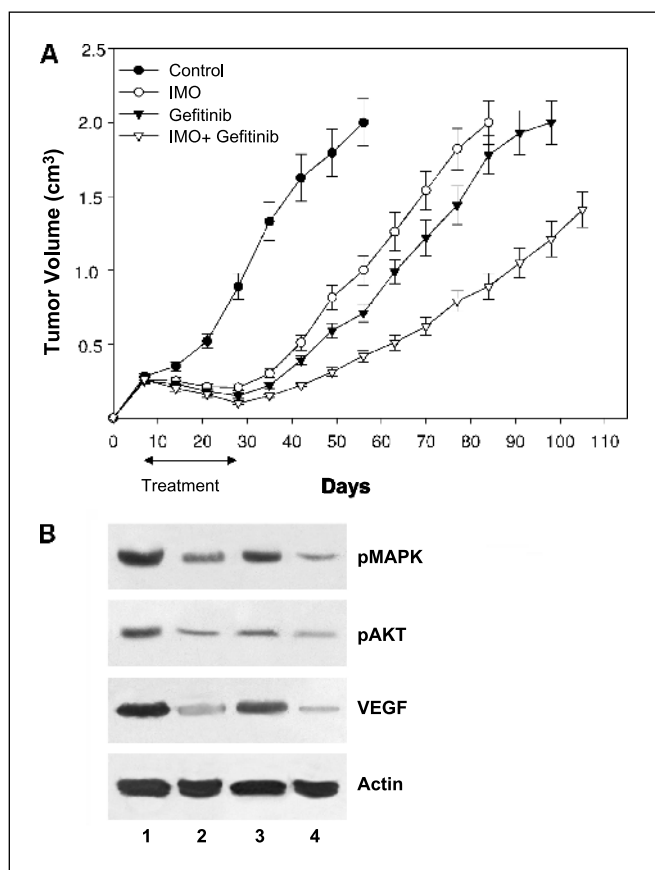 A
Control
IMO
Gefitinib
IMO+ Gefitinib
Tumor Volume (cm3)
2.5
2.0
1.5
1.0
0.5
0 10 20 30 40 50 60 70 80 90 100 110
Treatment
Days
B
pMAPK
pAKT
VEGF
Actin
1 2 3 4